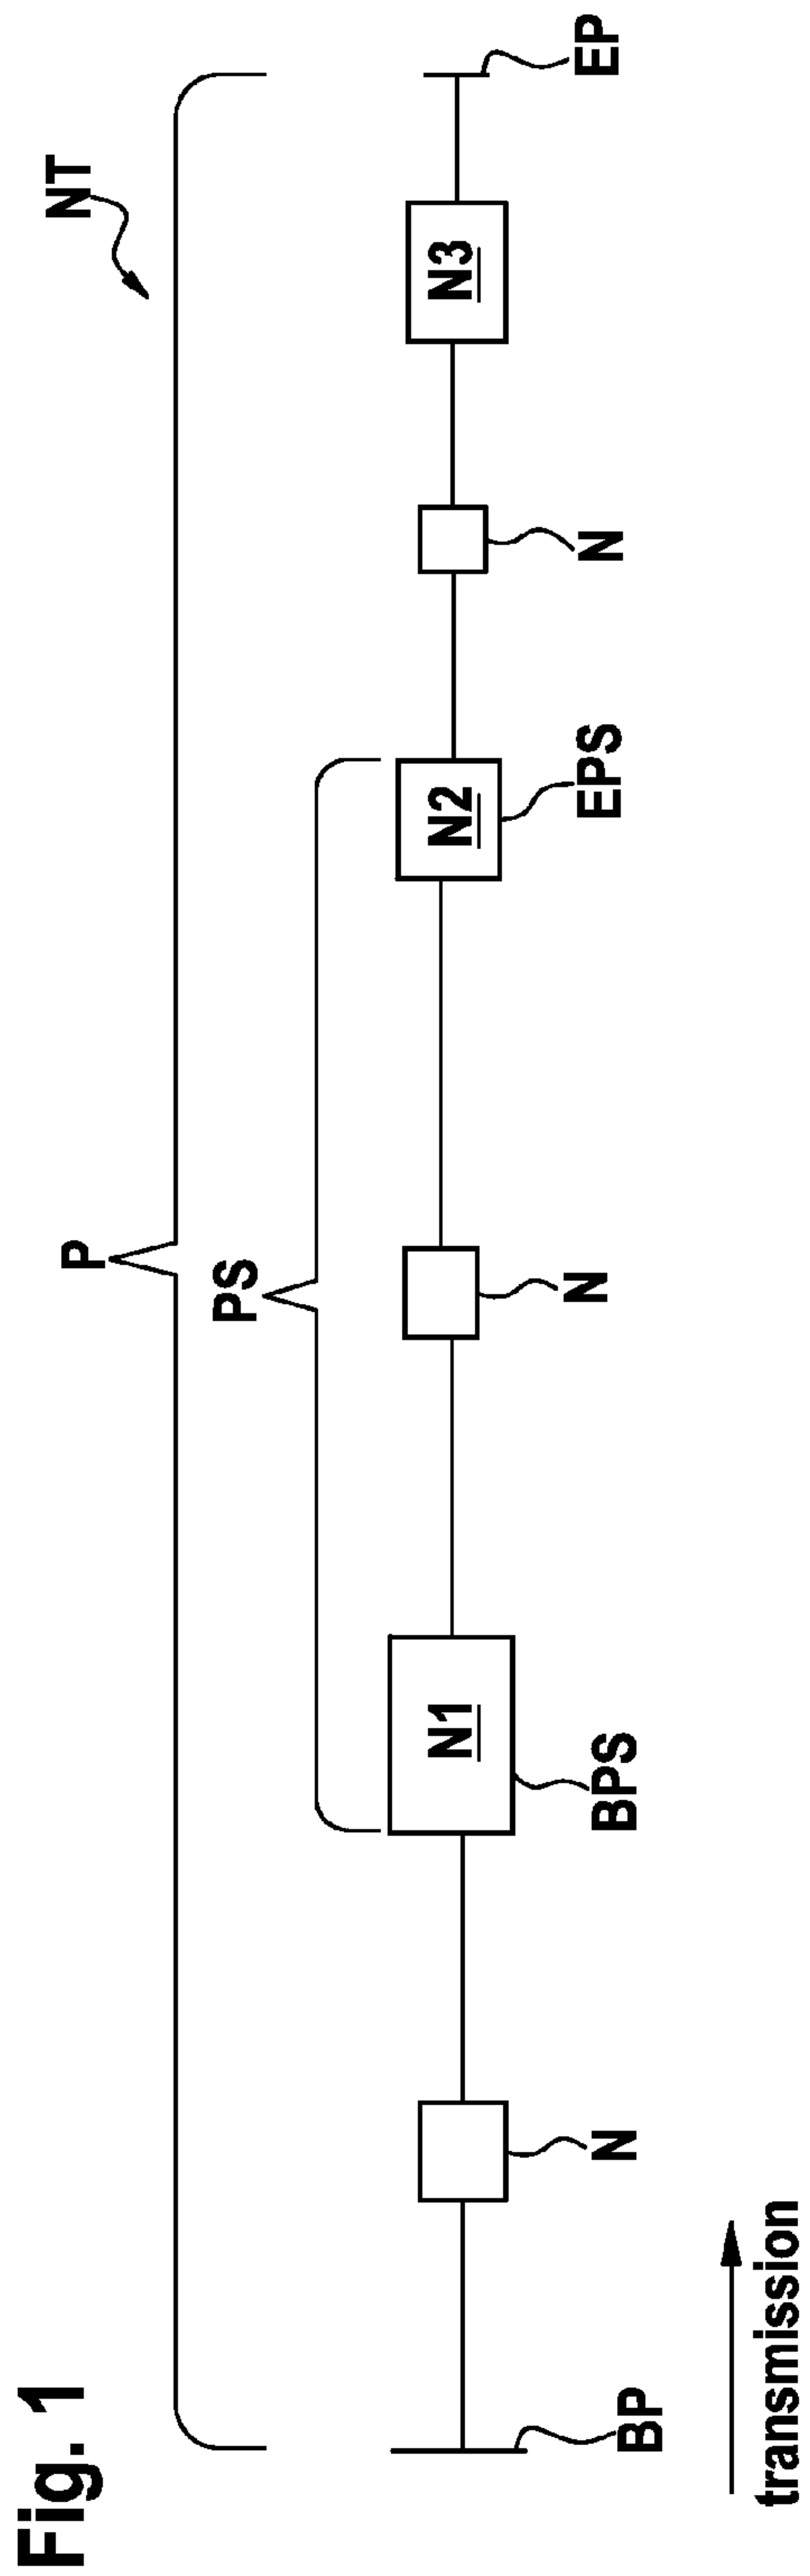 Fig. 1
NT
P
PS
N1
N2
N3
BP
N
BPS
N
EPS
N
EP
transmission